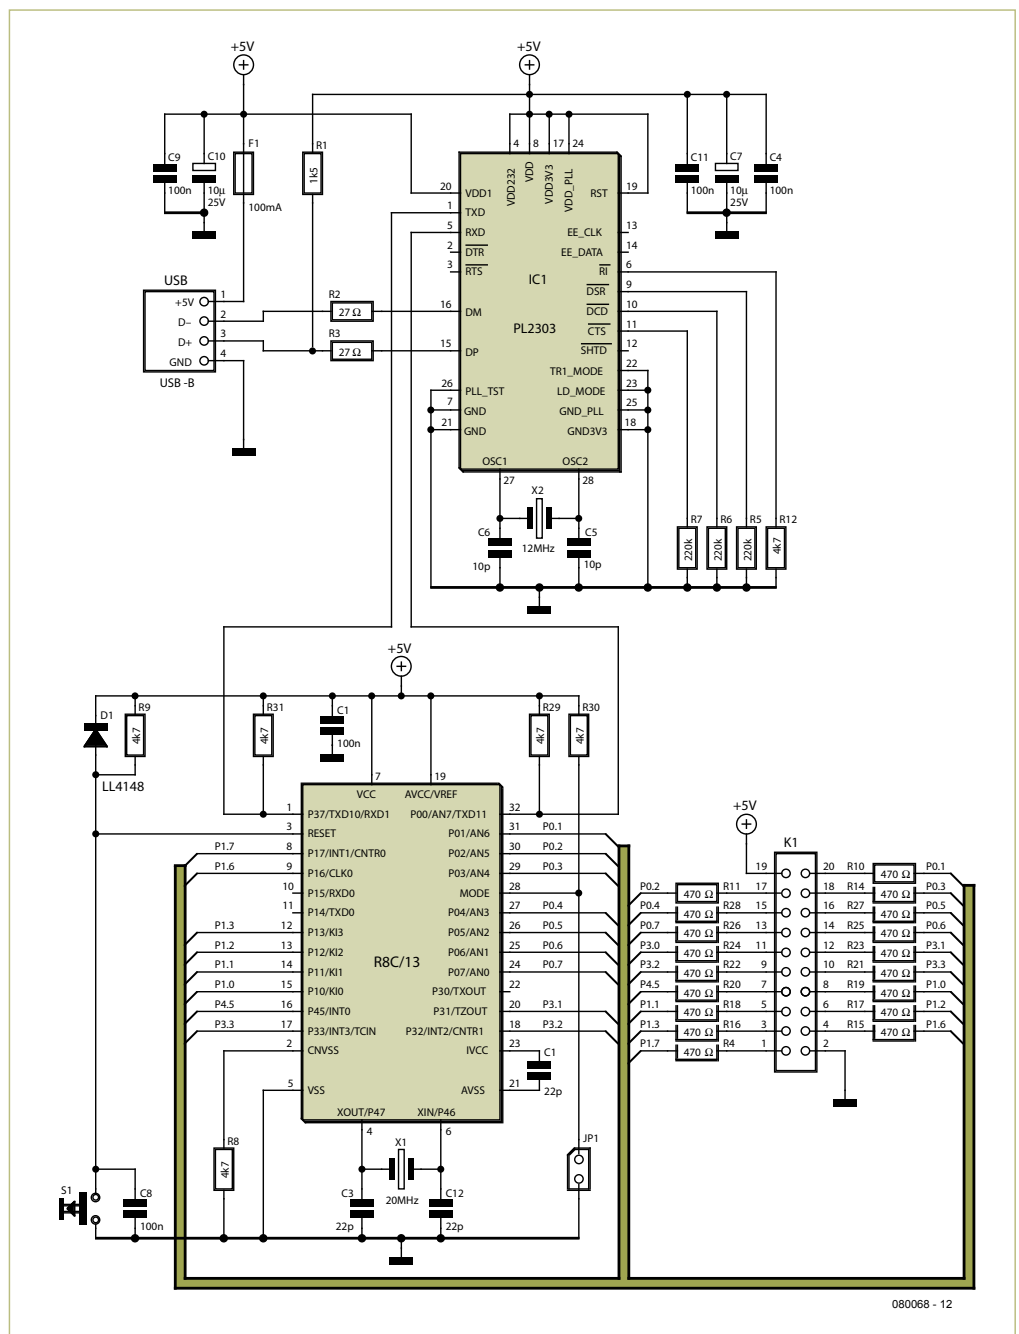 +5V
+5V
C9
100n
C10
10µ
25V
F1
100mA
R1
1k5
C11
100n
C7
10µ
25V
C4
100n
4
8
17
24
VDD232
VDD
VDD3V3
VDD_PLL
20
VDD1
1
TXD
5
RXD
2
DTR
3
RTS
16
DM
15
DP
26
PLL_TST
7
GND
21
GND
IC1
PL2303
RST
19
EE_CLK
13
EE_DATA
14
RI
6
DSR
9
DCD
10
CTS
11
SHTD
12
TR1_MODE
22
LD_MODE
23
GND_PLL
25
GND3V3
18
OSC1
OSC2
27
28
USB
+5V
1
D–
2
D+
3
GND
4
USB -B
R2
27 Ω
R3
27 Ω
X2
12MHz
C6
10p
C5
10p
R7
220k
R6
220k
R5
220k
R12
4k7
+5V
D1
LL4148
R9
4k7
R31
4k7
C1
100n
R29
4k7
R30
4k7
7
19
VCC
AVCC/VREF
1
P37/TXD10/RXD1
3
RESET
P1.7
8
P17/INT1/CNTR0
P1.6
9
P16/CLK0
10
P15/RXD0
11
P14/TXD0
P1.3
12
P13/KI3
P1.2
13
P12/KI2
P1.1
14
P11/KI1
P1.0
15
P10/KI0
P4.5
16
P45/INT0
P3.3
17
P33/INT3/TCIN
2
CNVSS
5
VSS
R8C/13
P00/AN7/TXD11
32
P01/AN6
31
P0.1
P02/AN5
30
P0.2
P03/AN4
29
P0.3
MODE
28
P04/AN3
27
P0.4
P05/AN2
26
P0.5
P06/AN1
25
P0.6
P07/AN0
24
P0.7
P30/TXOUT
22
P31/TZOUT
20
P3.1
P32/INT2/CNTR1
18
P3.2
IVCC
23
AVSS
21
C1
22p
XOUT/P47
XIN/P46
4
6
X1
20MHz
C3
22p
C12
22p
R8
4k7
S1
C8
100n
JP1
+5V
K1
19
20
R10
470 Ω
P0.1
P0.2
470 Ω
R11
17
18
R14
470 Ω
P0.3
P0.4
470 Ω
R28
15
16
R27
470 Ω
P0.5
P0.7
470 Ω
R26
13
14
R25
470 Ω
P0.6
P3.0
470 Ω
R24
11
12
R23
470 Ω
P3.1
P3.2
470 Ω
R22
9
10
R21
470 Ω
P3.3
P4.5
470 Ω
R20
7
8
R19
470 Ω
P1.0
P1.1
470 Ω
R18
5
6
R17
470 Ω
P1.2
P1.3
470 Ω
R16
3
4
R15
470 Ω
P1.6
P1.7
470 Ω
R4
1
2
080068 - 12